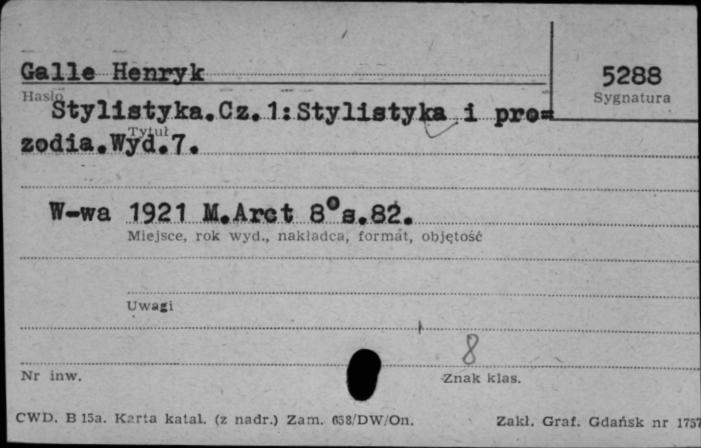 Galle Henryk
5288
Hasło
Sygnatura
Stylistyka.Cz.1:Stylistyka i pro=
Tytuł
zodia.Wyd.7.
W-wa 1921 M.Arct 8°s.82.
Miejsce, rok wyd., nakładca, format, objętość
Uwagi
8
Nr inw.
Znak klas.
CWD. B 15a. Karta katal. (z nadr.) Zam. 658/DW/On.
Zakł. Graf. Gdańsk nr 1757